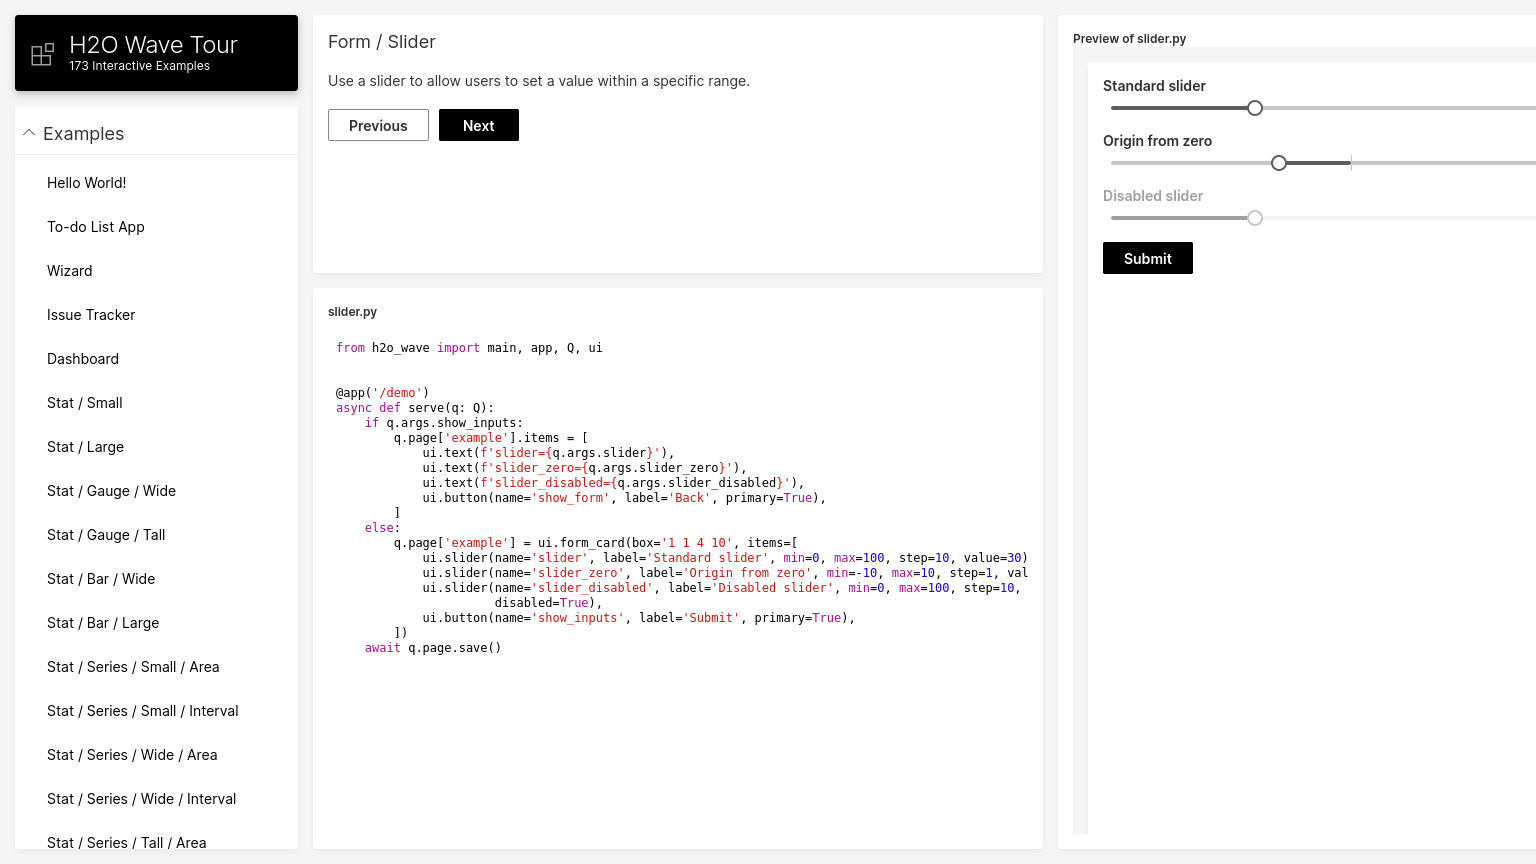 H2O Wave Tour
173 Interactive Examples
Examples
Hello World!
To-do List App
Wizard
Issue Tracker
Dashboard
Stat / Small
Stat / Large
Stat / Gauge / Wide
Stat / Gauge / Tall
Stat / Bar / Wide
Stat / Bar / Large
Stat / Series / Small / Area
Stat / Series / Small / Interval
Stat / Series / Wide / Area
Stat / Series / Wide / Interval
Stat / Series / Tall / Area
Form / Slider
Use a slider to allow users to set a value within a specific range.
Previous
Next
slider.py
from h2o_wave import main, app, Q, ui
@app('/demo')
async def serve(q: Q):
    if q.args.show_inputs:
        q.page['example'].items = [
            ui.text(f'slider={q.args.slider}'),
            ui.text(f'slider_zero={q.args.slider_zero}'),
            ui.text(f'slider_disabled={q.args.slider_disabled}'),
            ui.button(name='show_form', label='Back', primary=True),
        ]
    else:
        q.page['example'] = ui.form_card(box='1 1 4 10', items=[
            ui.slider(name='slider', label='Standard slider', min=0, max=100, step=10, value=30)
            ui.slider(name='slider_zero', label='Origin from zero', min=-10, max=10, step=1, val
            ui.slider(name='slider_disabled', label='Disabled slider', min=0, max=100, step=10,
                      disabled=True),
            ui.button(name='show_inputs', label='Submit', primary=True),
        ])
    await q.page.save()
Preview of slider.py
Standard slider
Origin from zero
Disabled slider
Submit